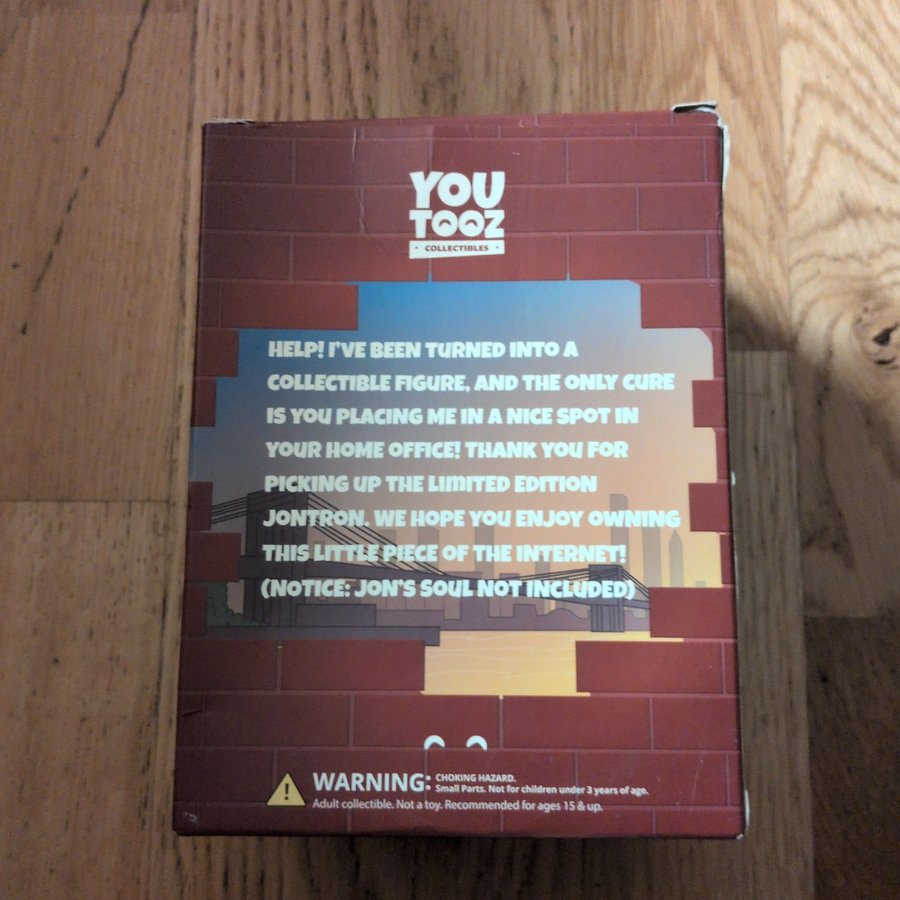 YOU
TOOZ
COLLECTIBLES
HELP! I'VE BEEN TURNED INTO A
COLLECTIBLE FIGURE, AND THE ONLY CURE
IS YOU PLACING ME IN A NICE SPOT IN
YOUR HOME OFFICE! THANK YOU FOR
PICKING UP THE LIMITED EDITION
JONTRON. WE HOPE YOU ENJOY OWNING
THIS LITTLE PIECE OF THE INTERNET!
(NOTICE: JON'S SOUL NOT INCLUDED)
WARNING: CHOKING HAZARD.
Small Parts. Not for children under 3 years of age.
Adult collectible. Not a toy. Recommended for ages 15 & up.